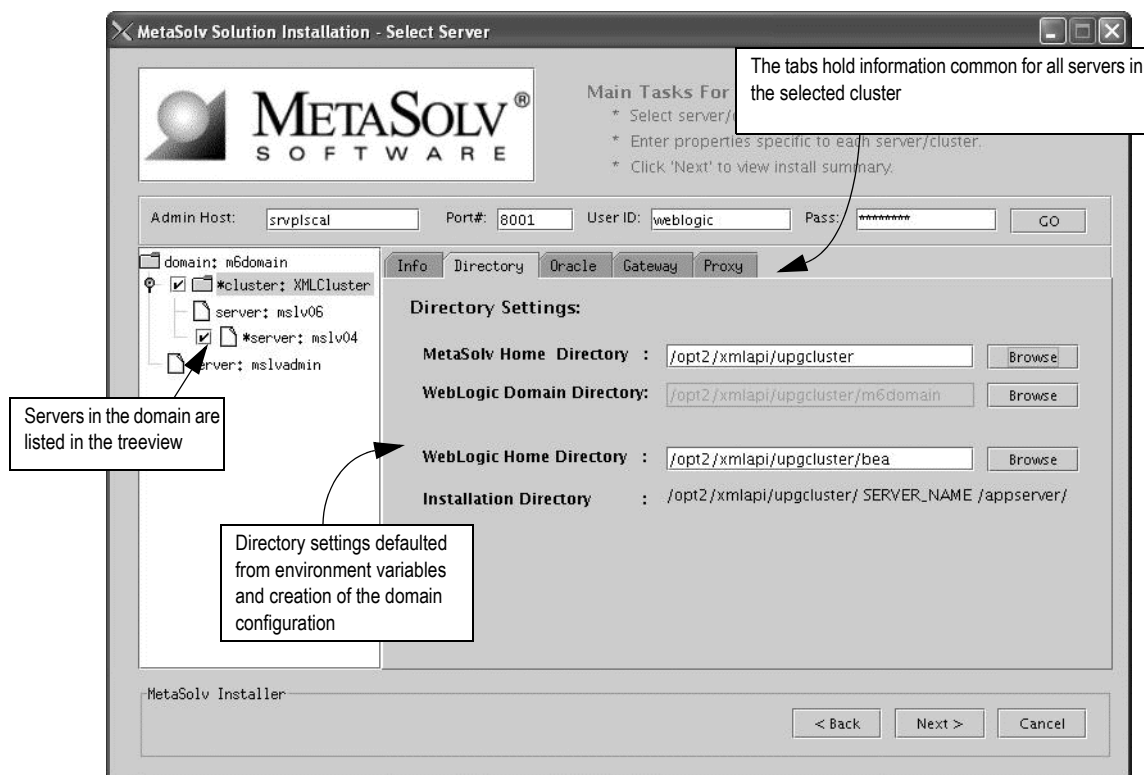 MetaSolv Solution Installation - Select Server
The tabs hold information common for all servers in
the selected cluster
METASOLV®
SOFTWARE
Main Tasks For
* Select server/
* Enter properties specific to each server/cluster.
* Click 'Next' to view install summary.
Admin Host: srvplscal Port#: 8001 User ID: weblogic Pass: ******** GO
domain: m6domain
*cluster: XMLCluster
server: mslv06
*server: mslv04
server: mslvadmin
Info Directory Oracle Gateway Proxy
Directory Settings:
MetaSolv Home Directory : /opt2/xmlapi/upgcluster Browse
WebLogic Domain Directory: /opt2/xmlapi/upgcluster/m6domain Browse
WebLogic Home Directory : /opt2/xmlapi/upgcluster/bea Browse
Installation Directory : /opt2/xmlapi/upgcluster/ SERVER_NAME /appserver/
Servers in the domain are
listed in the treeview
Directory settings defaulted
from environment variables
and creation of the domain
configuration
MetaSolv Installer
< Back Next > Cancel